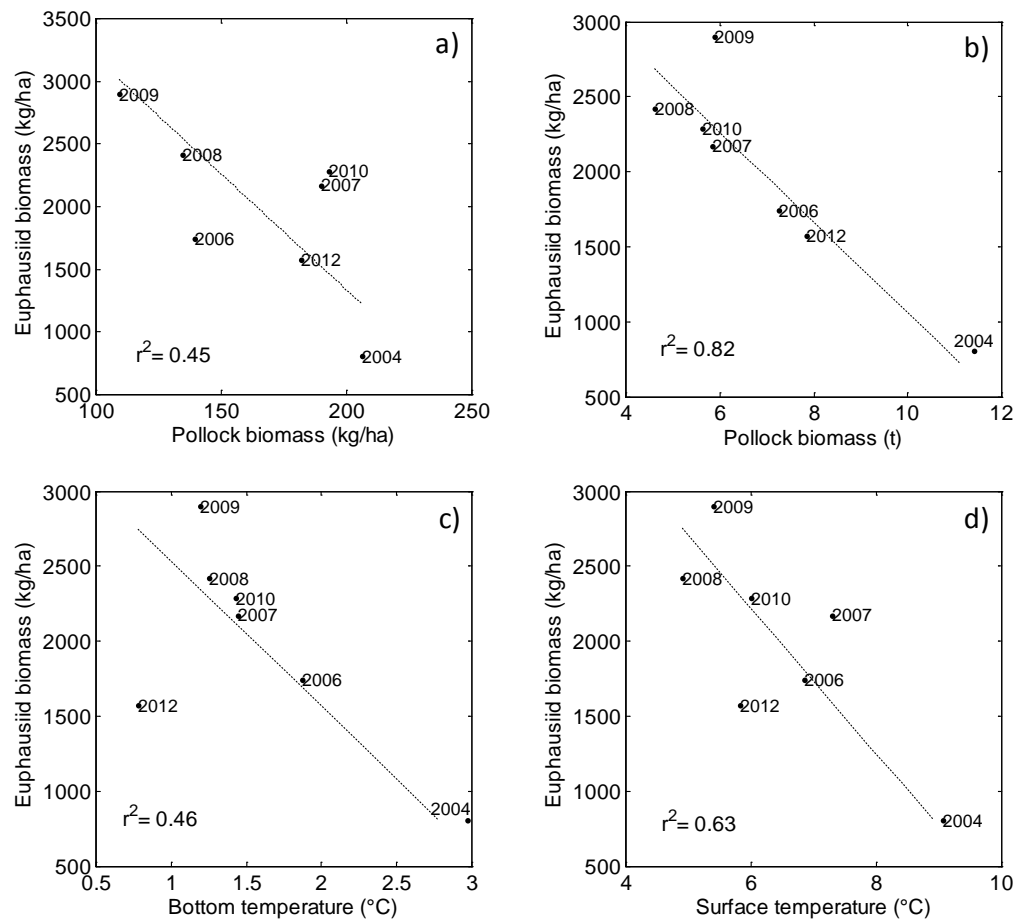 a)
3500
3000
2500
2000
1500
1000
500
Euphausiid biomass (kg/ha)
2009
2008
2010
2007
2006
2012
2004
r2= 0.45
100 150 200 250
Pollock biomass (kg/ha)
b)
3000
2500
2000
1500
1000
500
Euphausiid biomass (kg/ha)
2009
2008
2010
2007
2006
2012
2004
r2= 0.82
4 6 8 10 12
Pollock biomass (t)
c)
3000
2500
2000
1500
1000
500
Euphausiid biomass (kg/ha)
2009
2008
2010
2007
2006
2012
2004
r2= 0.46
0.5 1 1.5 2 2.5 3
Bottom temperature (°C)
d)
3000
2500
2000
1500
1000
500
Euphausiid biomass (kg/ha)
2009
2008
2010
2007
2006
2012
2004
r2= 0.63
4 6 8 10
Surface temperature (°C)